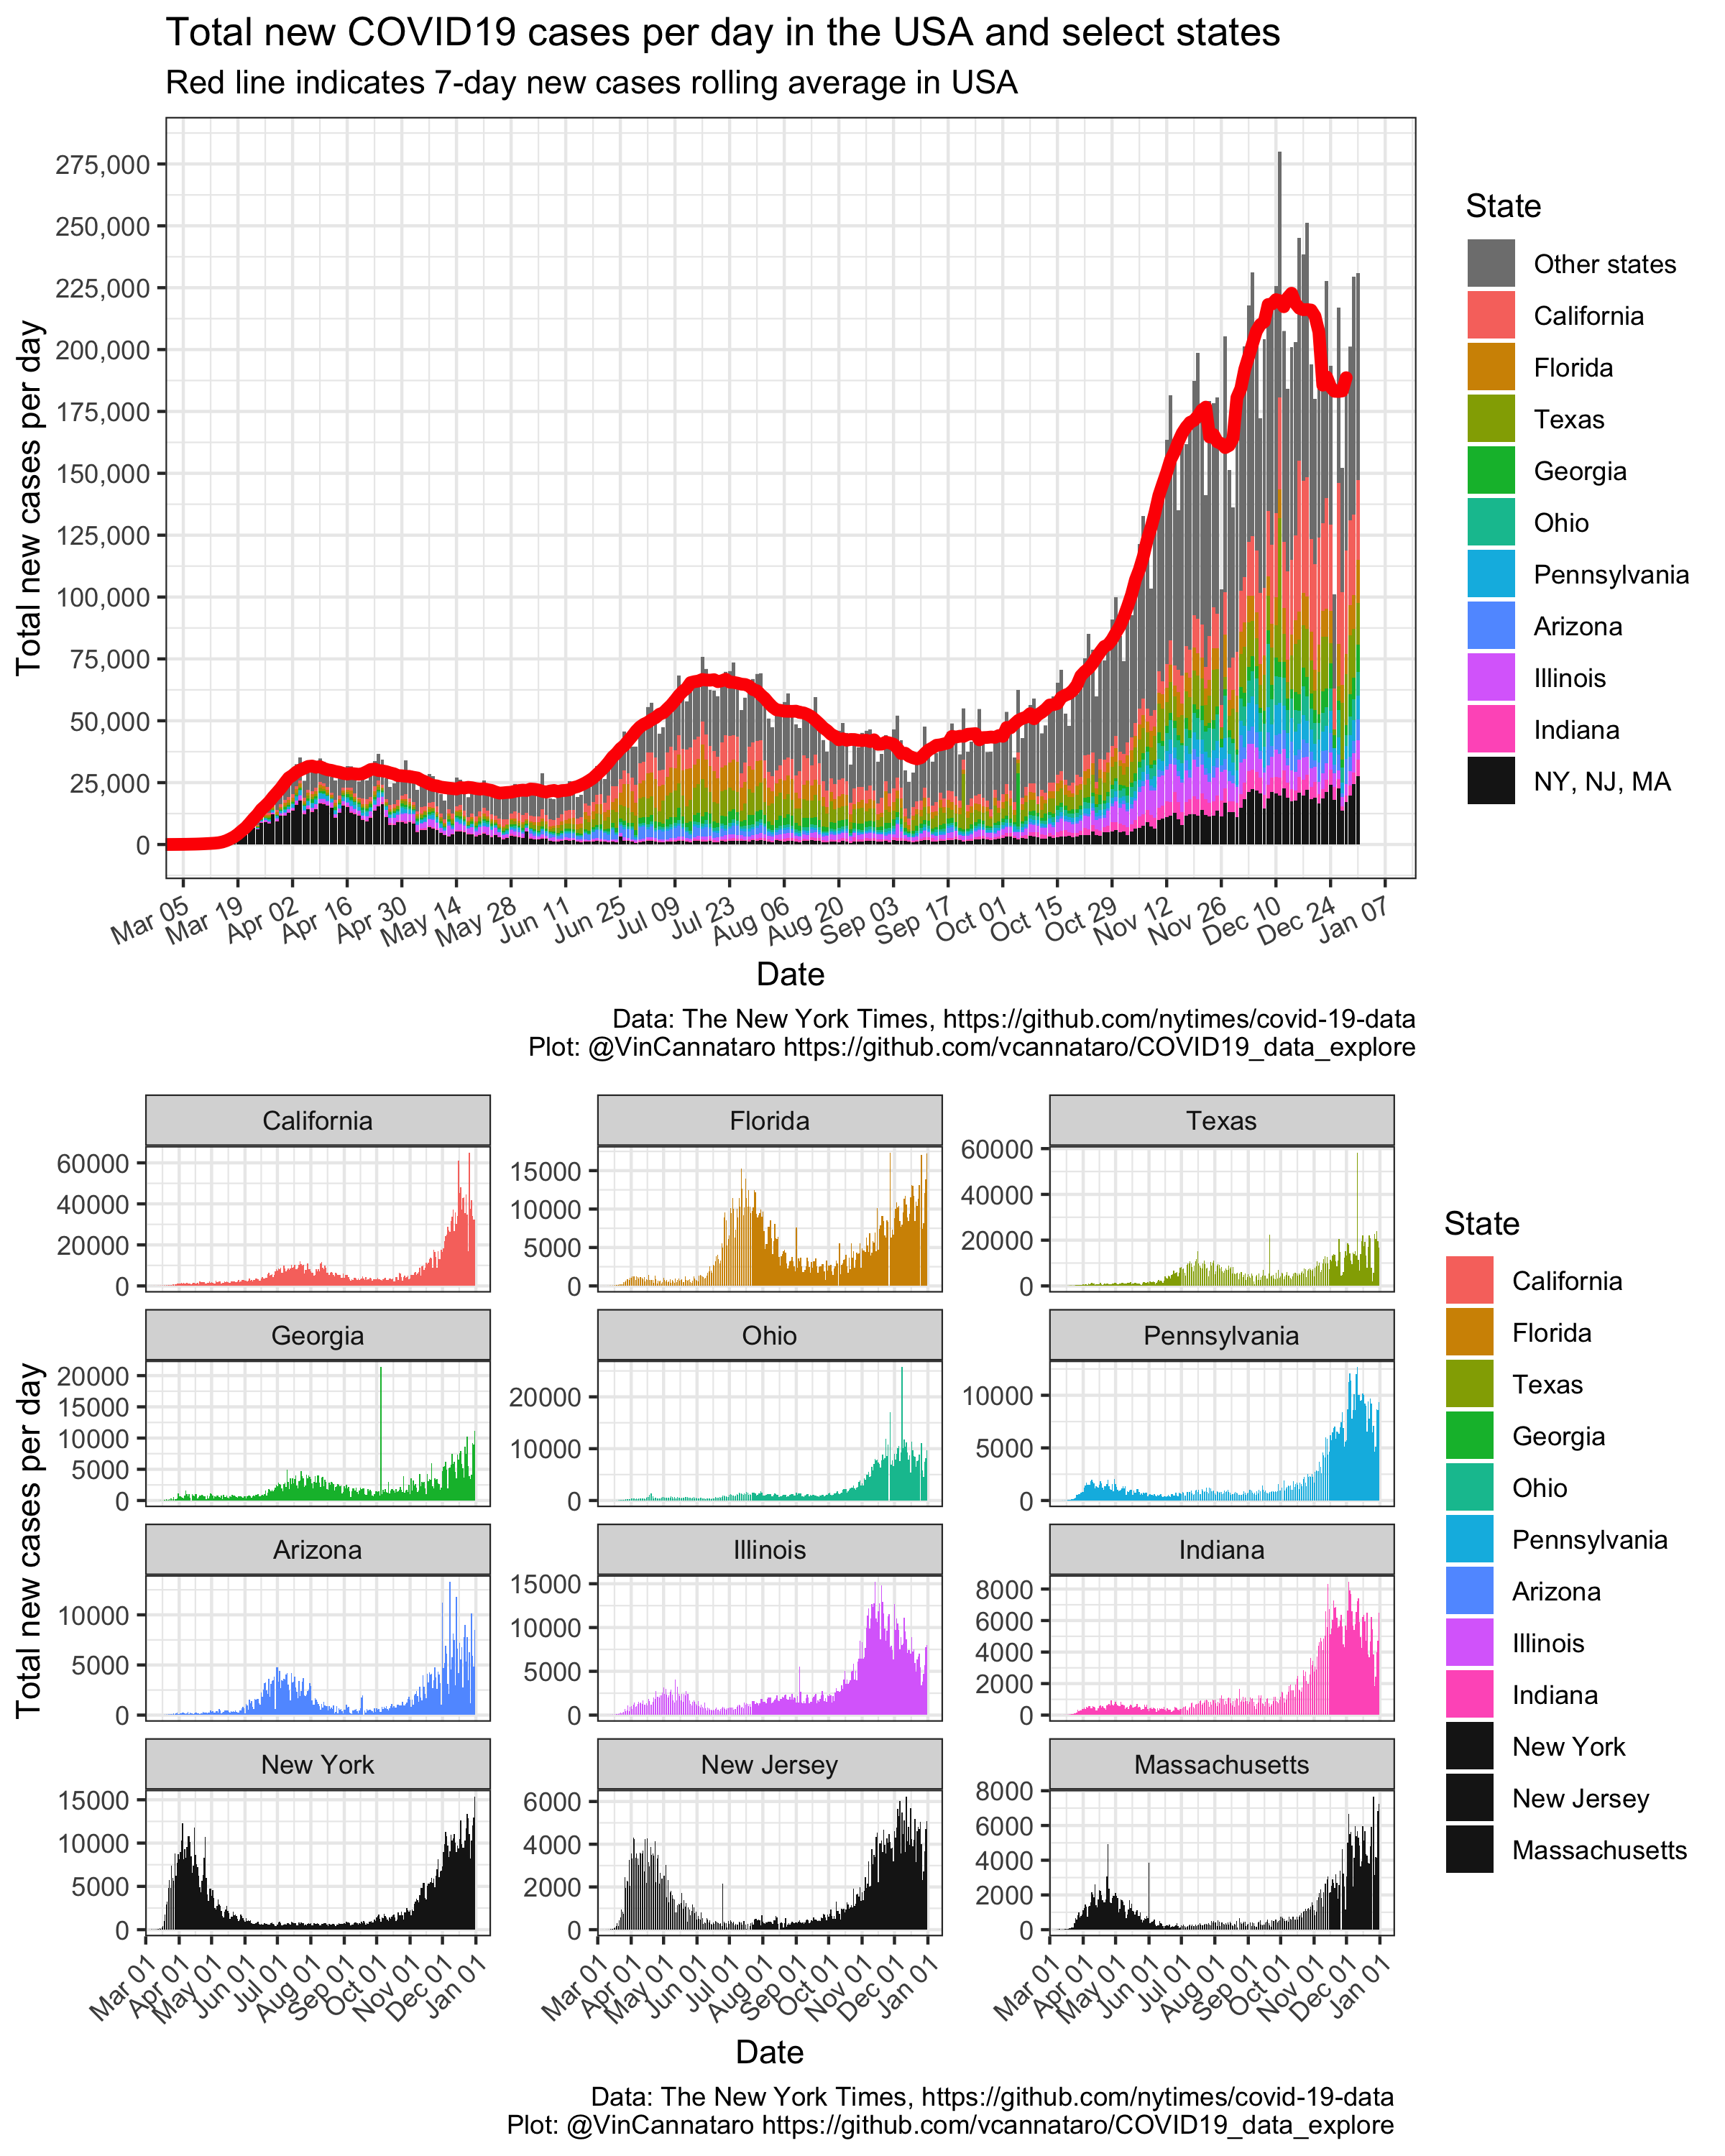 Total new COVID19 cases per day in the USA and select states
Red line indicates 7-day new cases rolling average in USA
Total new cases per day
275,000
250,000
225,000
200,000
175,000
150,000
125,000
100,000
75,000
50,000
25,000
0
Mar 05
Mar 19
Apr 02
Apr 16
Apr 30
May 14
May 28
Jun 11
Jun 25
Jul 09
Jul 23
Aug 06
Aug 20
Sep 03
Sep 17
Oct 01
Oct 15
Oct 29
Nov 12
Nov 26
Dec 10
Dec 24
Jan 07
Date
State
Other states
California
Florida
Texas
Georgia
Ohio
Pennsylvania
Arizona
Illinois
Indiana
NY, NJ, MA
Data: The New York Times, https://github.com/nytimes/covid-19-data
Plot: @VinCannataro https://github.com/vcannataro/COVID19_data_explore
Total new cases per day
California
60000
40000
20000
0
Florida
15000
10000
5000
0
Texas
60000
40000
20000
0
Georgia
20000
15000
10000
5000
0
Ohio
20000
10000
0
Pennsylvania
10000
5000
0
Arizona
10000
5000
0
Illinois
15000
10000
5000
0
Indiana
8000
6000
4000
2000
0
New York
15000
10000
5000
0
New Jersey
6000
4000
2000
0
Massachusetts
8000
6000
4000
2000
0
Mar 01
Apr 01
May 01
Jun 01
Jul 01
Aug 01
Sep 01
Oct 01
Nov 01
Dec 01
Jan 01
Mar 01
Apr 01
May 01
Jun 01
Jul 01
Aug 01
Sep 01
Oct 01
Nov 01
Dec 01
Jan 01
Mar 01
Apr 01
May 01
Jun 01
Jul 01
Aug 01
Sep 01
Oct 01
Nov 01
Dec 01
Jan 01
Date
State
California
Florida
Texas
Georgia
Ohio
Pennsylvania
Arizona
Illinois
Indiana
New York
New Jersey
Massachusetts
Data: The New York Times, https://github.com/nytimes/covid-19-data
Plot: @VinCannataro https://github.com/vcannataro/COVID19_data_explore